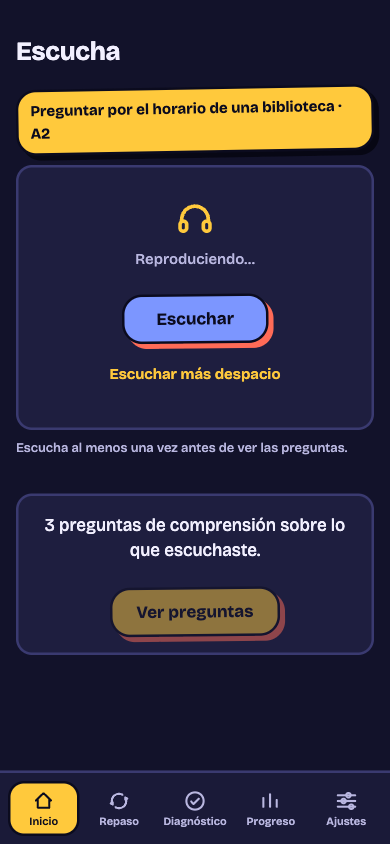 Escucha
Preguntar por el horario de una biblioteca ·
A2
Reproduciendo...
Escuchar
Escuchar más despacio
Escucha al menos una vez antes de ver las preguntas.
3 preguntas de comprensión sobre lo
que escuchaste.
Ver preguntas
Inicio
Repaso
Diagnóstico
Progreso
Ajustes